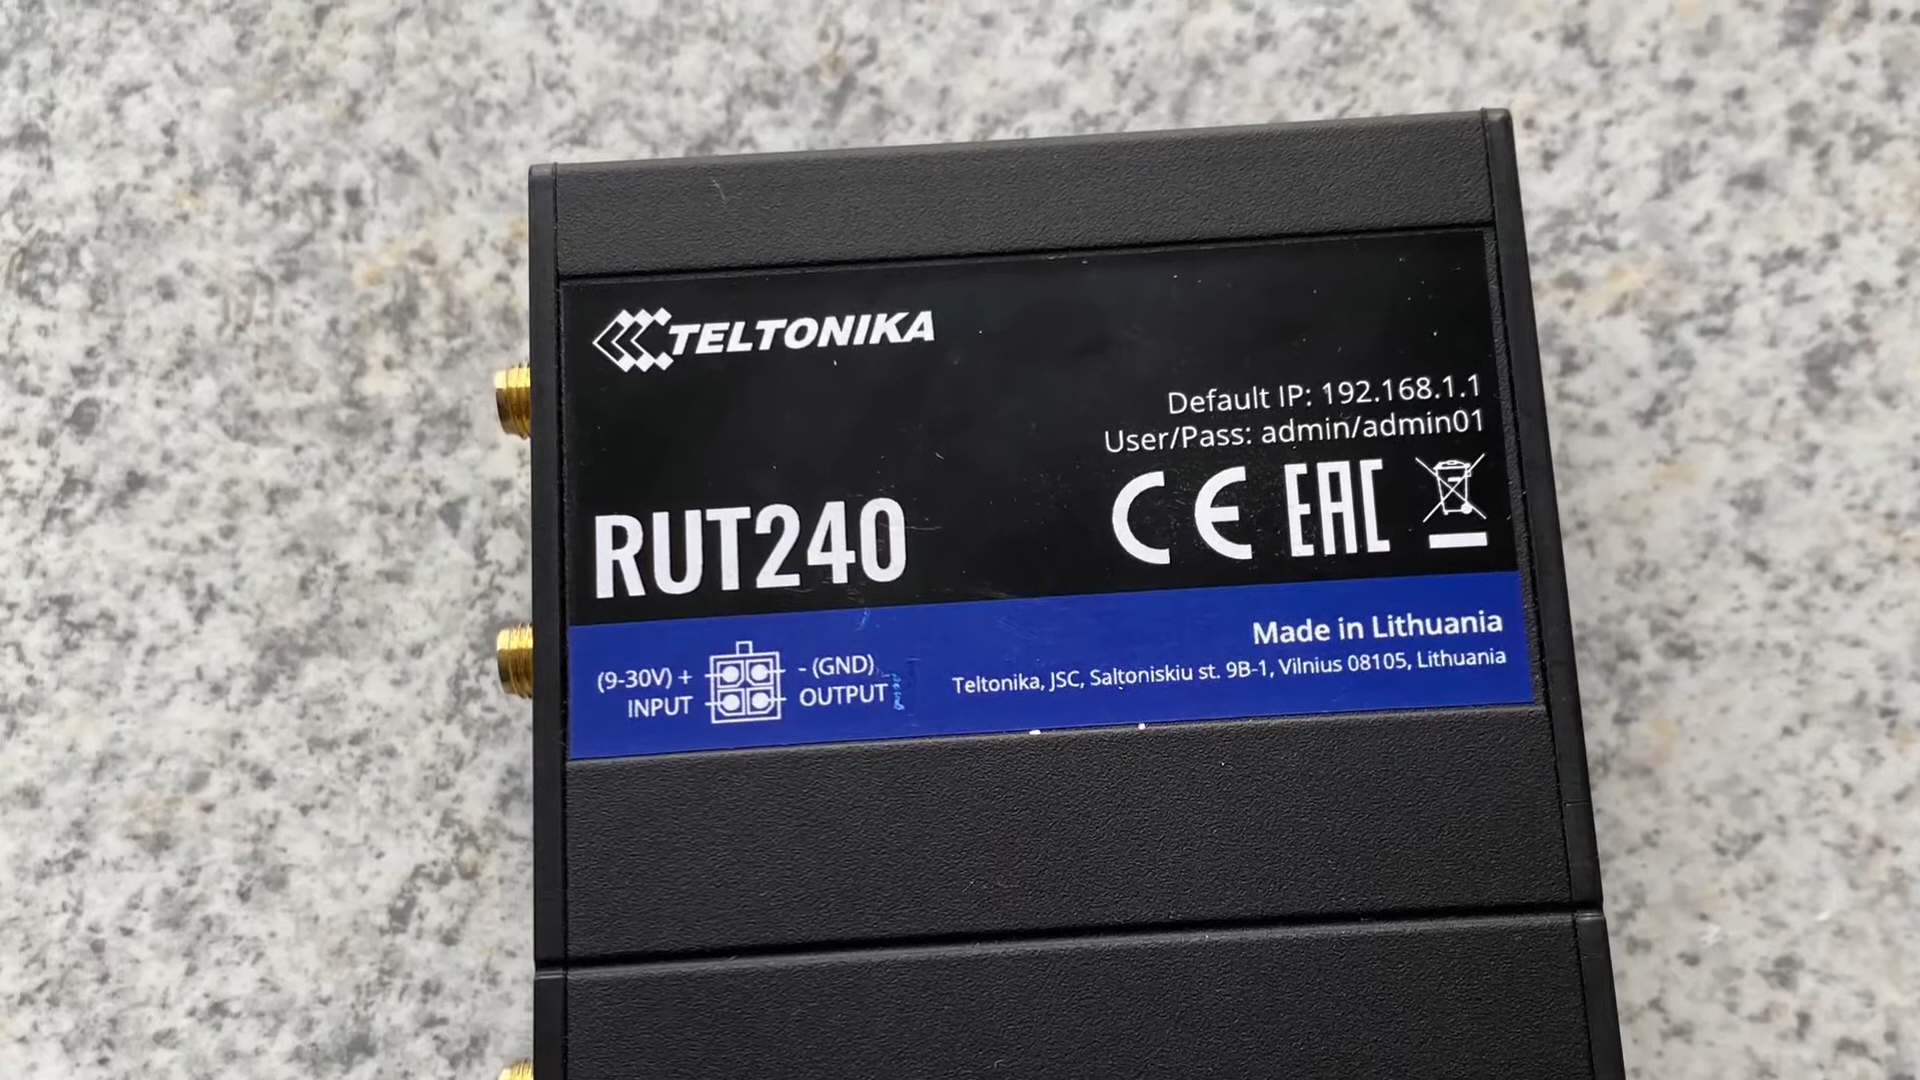 TELTONIKA
Default IP: 192.168.1.1
User/Pass: admin/admin01
RUT240
CE EAC
Made in Lithuania
Teltonika, JSC, Saltoniskiu st. 9B-1, Vilnius 08105, Lithuania
(9-30V) + - (GND)
INPUT OUTPUT